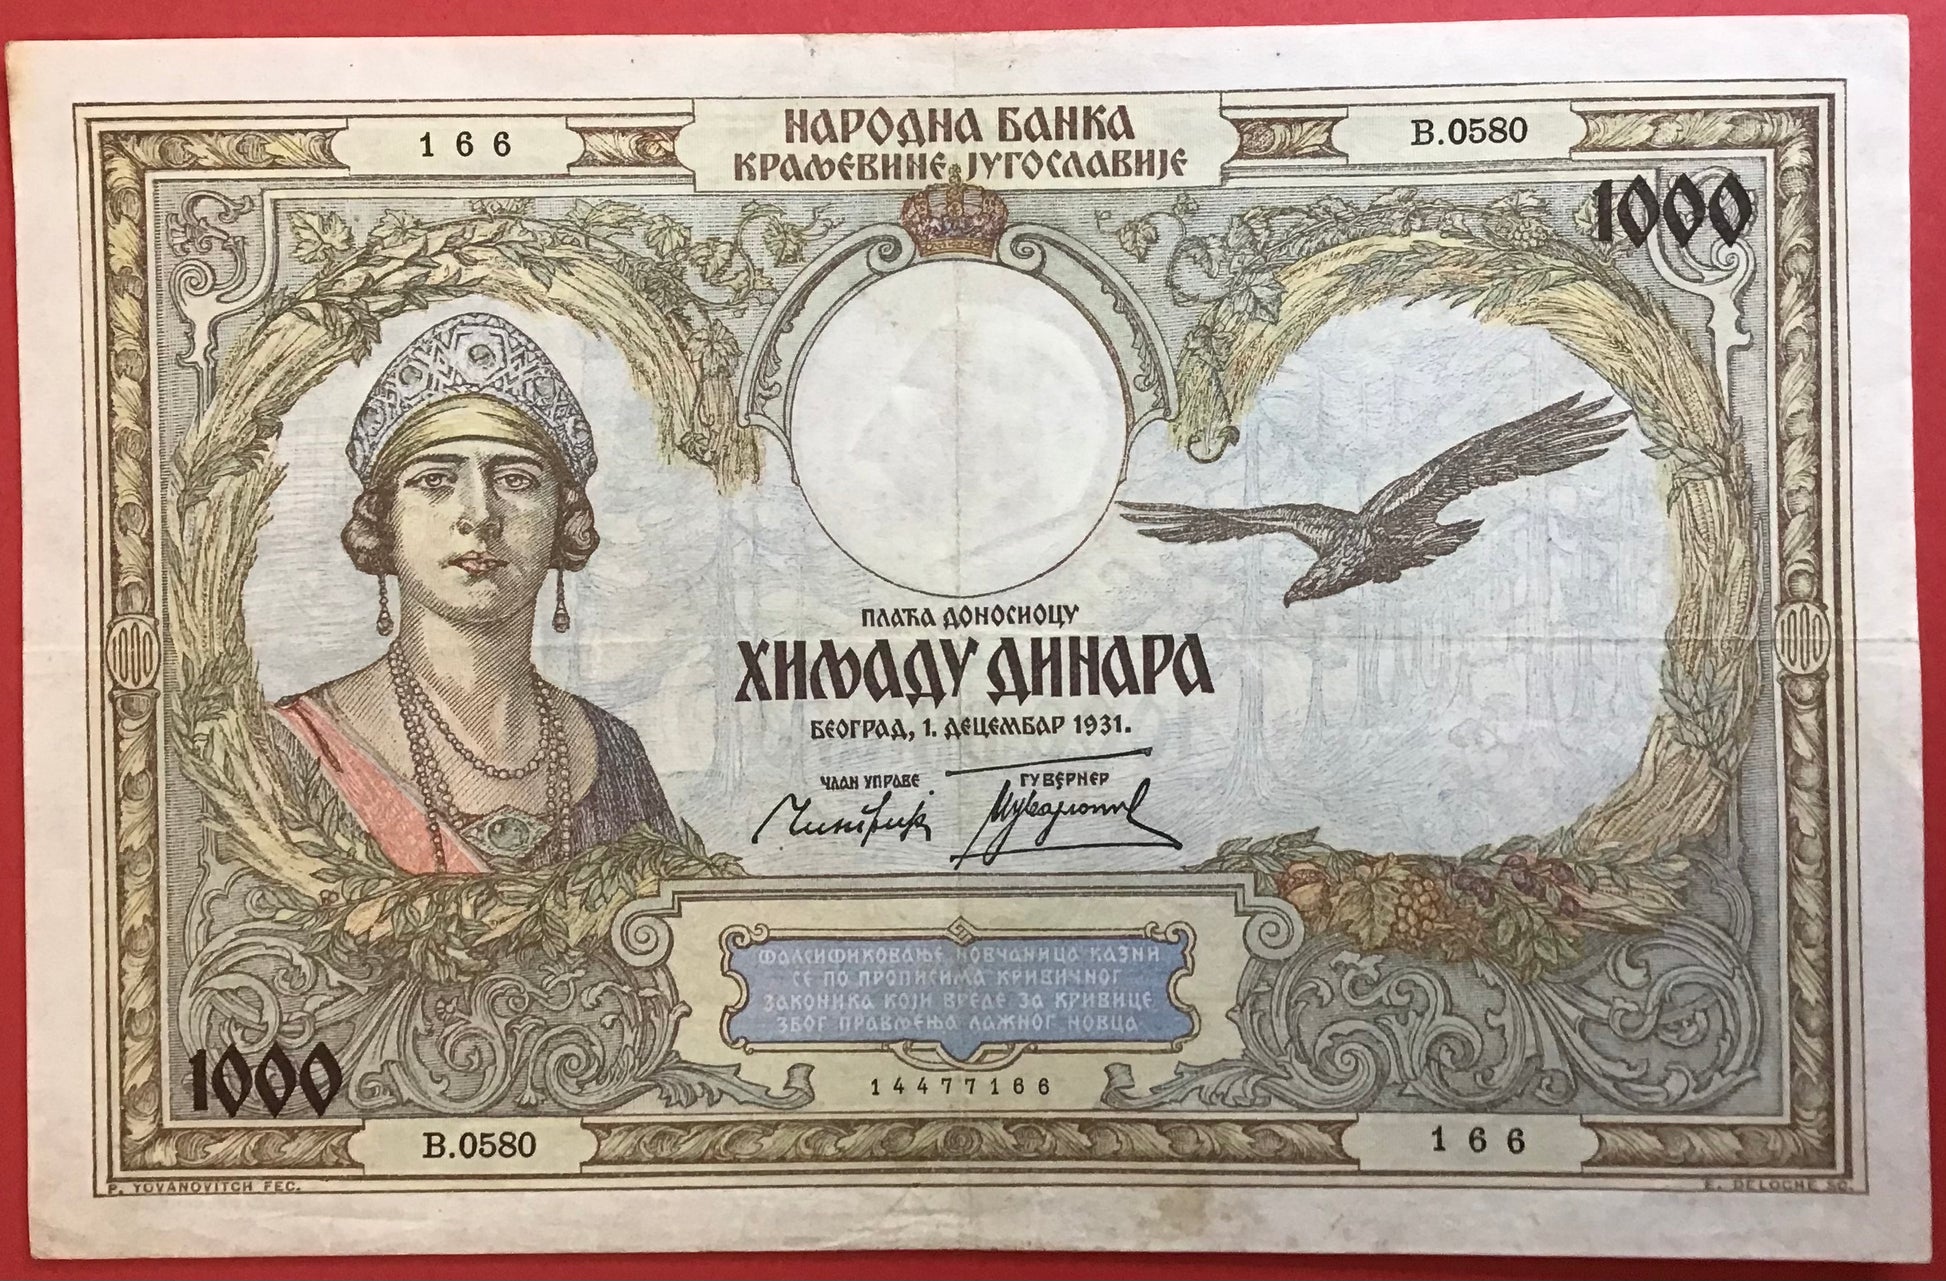 НАРОДНА БАНКА
КРАЉЕВИНЕ ЈУГОСЛАВИЈЕ
166
B.0580
1000
1000
1000
ПЛАЋА ДОНОСИОЦУ
ХИЉАДУ ДИНАРА
БЕОГРАД, 1. ДЕЦЕМБАР 1931.
ЧЛАН УПРАВЕ
ГУВЕРНЕР
ФАЛСИФИКОВАЊЕ НОВЧАНИЦА КАЗНИ
СЕ ПО ПРОПИСИМА КРИВИЧНОГ
ЗАКОНИКА КОЈИ ВРЕДЕ ЗА КРИВИЦЕ
ЗБОГ ПРАВЉЕЊА ЛАЖНОГ НОВЦА
1000
14477166
B.0580
166
P. YOVANOVITCH FEC.
E. DELOCHE SC.